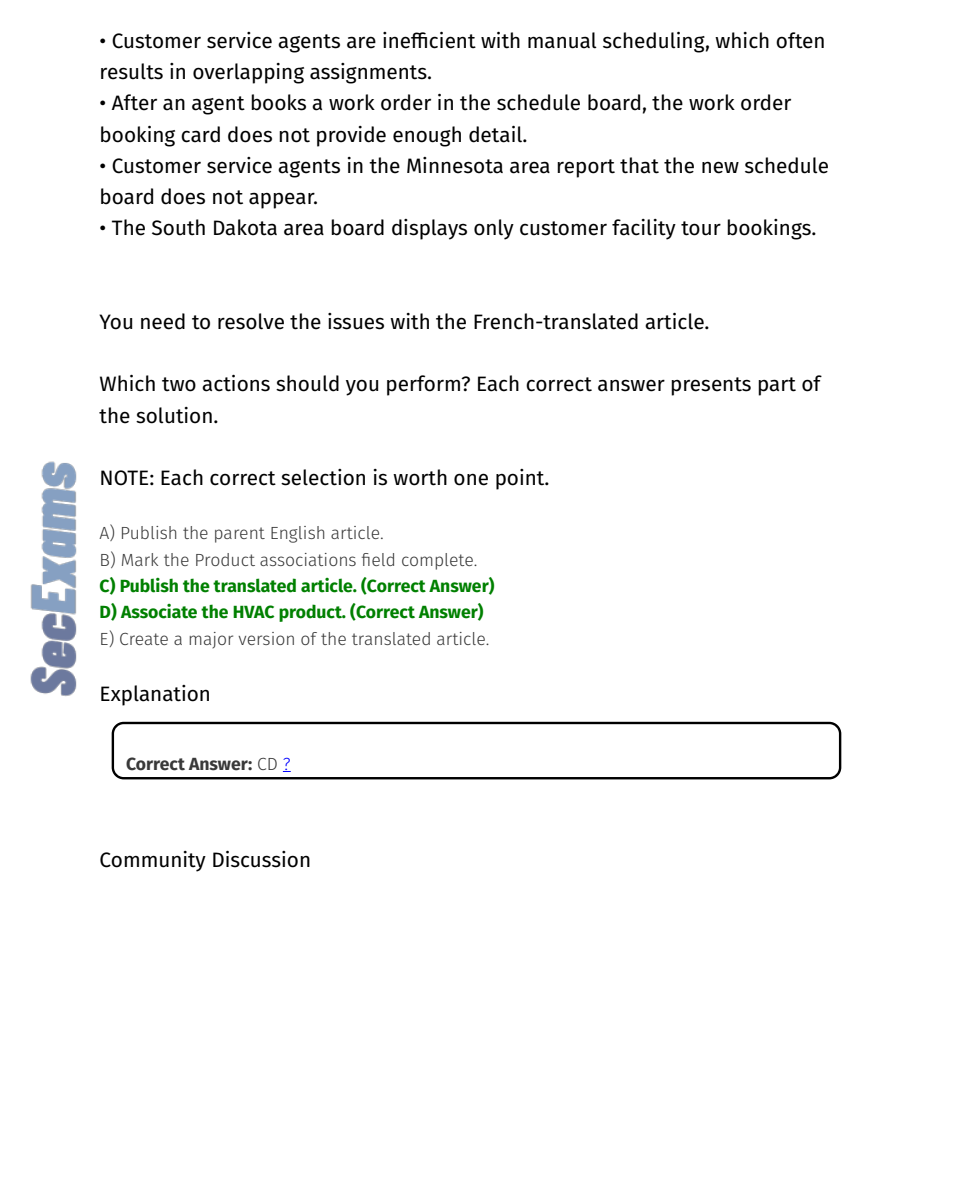 • Customer service agents are inefficient with manual scheduling, which often
results in overlapping assignments.
• After an agent books a work order in the schedule board, the work order
booking card does not provide enough detail.
• Customer service agents in the Minnesota area report that the new schedule
board does not appear.
• The South Dakota area board displays only customer facility tour bookings.
You need to resolve the issues with the French-translated article.
Which two actions should you perform? Each correct answer presents part of
the solution.
NOTE: Each correct selection is worth one point.
A) Publish the parent English article.
B) Mark the Product associations field complete.
C) Publish the translated article. (Correct Answer)
D) Associate the HVAC product. (Correct Answer)
E) Create a major version of the translated article.
SecExams
Explanation
Correct Answer: CD ?
Community Discussion